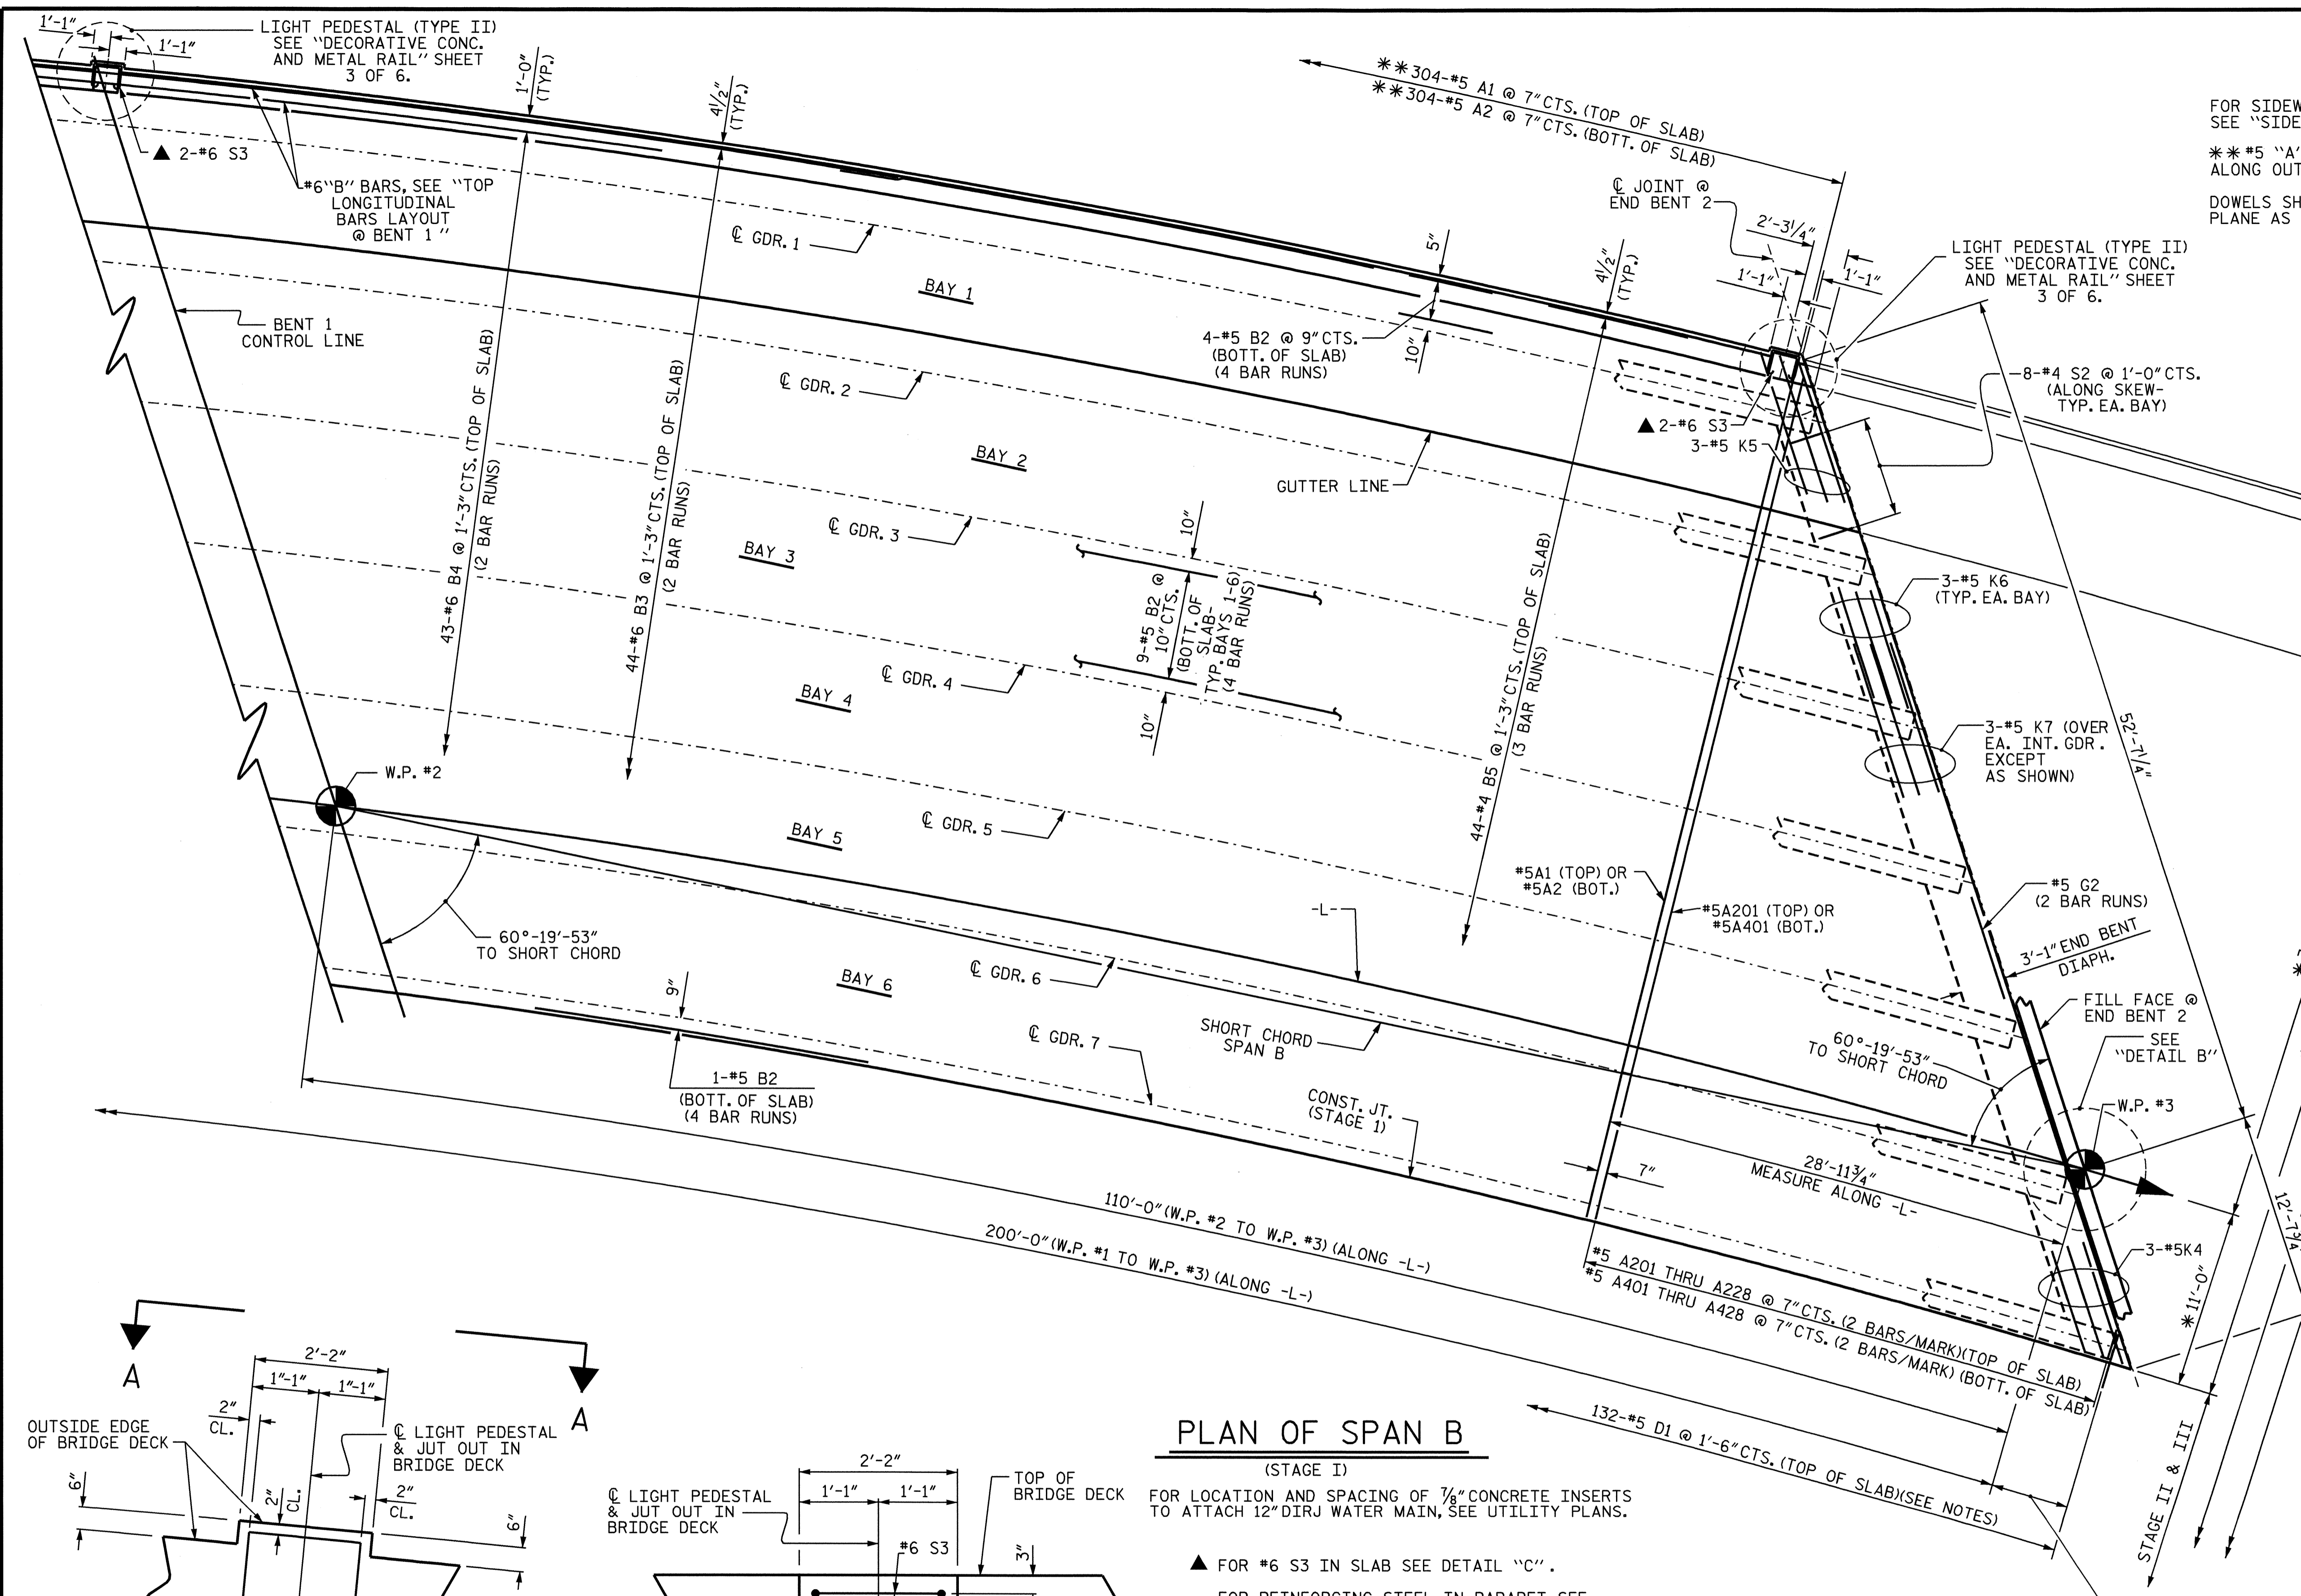 1'-1"
1'-1"
LIGHT PEDESTAL (TYPE II)
SEE "DECORATIVE CONC.
AND METAL RAIL" SHEET
3 OF 6.
▲ 2-#6 S3
#6"B" BARS, SEE "TOP
LONGITUDINAL
BARS LAYOUT
@ BENT 1 "
1'-0"
(TYP.)
4½"
(TYP.)
**304-#5 A1 @ 7" CTS. (TOP OF SLAB)
**304-#5 A2 @ 7" CTS. (BOTT. OF SLAB)
FOR SIDEW
SEE "SIDE
**#5 "A"
ALONG OUT
DOWELS SH
PLANE AS
℄ JOINT @
END BENT 2
2'-3¼"
1'-1"
1'-1"
LIGHT PEDESTAL (TYPE II)
SEE "DECORATIVE CONC.
AND METAL RAIL" SHEET
3 OF 6.
5"
4½"
(TYP.)
℄ GDR. 1
BAY 1
BENT 1
CONTROL LINE
4-#5 B2 @ 9" CTS.
(BOTT. OF SLAB)
(4 BAR RUNS)
10"
8-#4 S2 @ 1'-0" CTS.
(ALONG SKEW-
TYP. EA. BAY)
▲ 2-#6 S3
3-#5 K5
℄ GDR. 2
BAY 2
GUTTER LINE
43-#6 B4 @ 1'-3" CTS. (TOP OF SLAB)
(2 BAR RUNS)
44-#6 B3 @ 1'-3" CTS. (TOP OF SLAB)
(2 BAR RUNS)
℄ GDR. 3
BAY 3
10"
9-#5 B2 @
10" CTS.
(BOTT. OF
SLAB-
TYP. BAYS 1-6)
(4 BAR RUNS)
10"
44-#4 B5 @ 1'-3" CTS. (TOP OF SLAB)
(3 BAR RUNS)
3-#5 K6
(TYP. EA. BAY)
℄ GDR. 4
BAY 4
3-#5 K7 (OVER
EA. INT. GDR.
EXCEPT
AS SHOWN)
52'-7¼"
W.P. #2
BAY 5
℄ GDR. 5
#5A1 (TOP) OR
#5A2 (BOT.)
#5A201 (TOP) OR
#5A401 (BOT.)
#5 G2
(2 BAR RUNS)
3'-1" END BENT
DIAPH.
-L-
60°-19'-53"
TO SHORT CHORD
℄ GDR. 6
BAY 6
9"
FILL FACE @
END BENT 2
SEE
"DETAIL B"
SHORT CHORD
SPAN B
℄ GDR. 7
60°-19'-53"
TO SHORT CHORD
1-#5 B2
(BOTT. OF SLAB)
(4 BAR RUNS)
CONST. JT.
(STAGE 1)
W.P. #3
7"
28'-11¾"
MEASURE ALONG -L-
110'-0" (W.P. #2 TO W.P. #3) (ALONG -L-)
200'-0" (W.P. #1 TO W.P. #3) (ALONG -L-)
12'-7¾"
3-#5K4
*11'-0"
#5 A201 THRU A228 @ 7" CTS. (2 BARS/MARK)(TOP OF SLAB)
#5 A401 THRU A428 @ 7" CTS. (2 BARS/MARK) (BOTT. OF SLAB)
132-#5 D1 @ 1'-6" CTS. (TOP OF SLAB)(SEE NOTES)
STAGE II & III
A
A
2'-2"
1"-1"
1"-1"
2"
CL.
OUTSIDE EDGE
OF BRIDGE DECK
℄ LIGHT PEDESTAL
& JUT OUT IN
BRIDGE DECK
6"
2"
CL.
2"
CL.
6"
2'-2"
1'-1"
1'-1"
TOP OF
BRIDGE DECK
℄ LIGHT PEDESTAL
& JUT OUT IN
BRIDGE DECK
#6 S3
3"
PLAN OF SPAN B
(STAGE I)
FOR LOCATION AND SPACING OF ⅞" CONCRETE INSERTS
TO ATTACH 12" DIRJ WATER MAIN, SEE UTILITY PLANS.
▲ FOR #6 S3 IN SLAB SEE DETAIL "C".
FOR REINFORCING STEEL IN PARAPET SEE